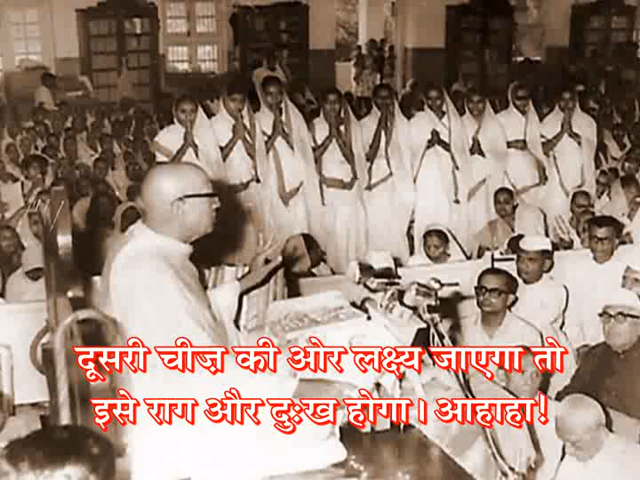 दूसरी चीज़ की ओर लक्ष्य जाएगा तो
इसे राग और दुःख होगा। आहाहा!